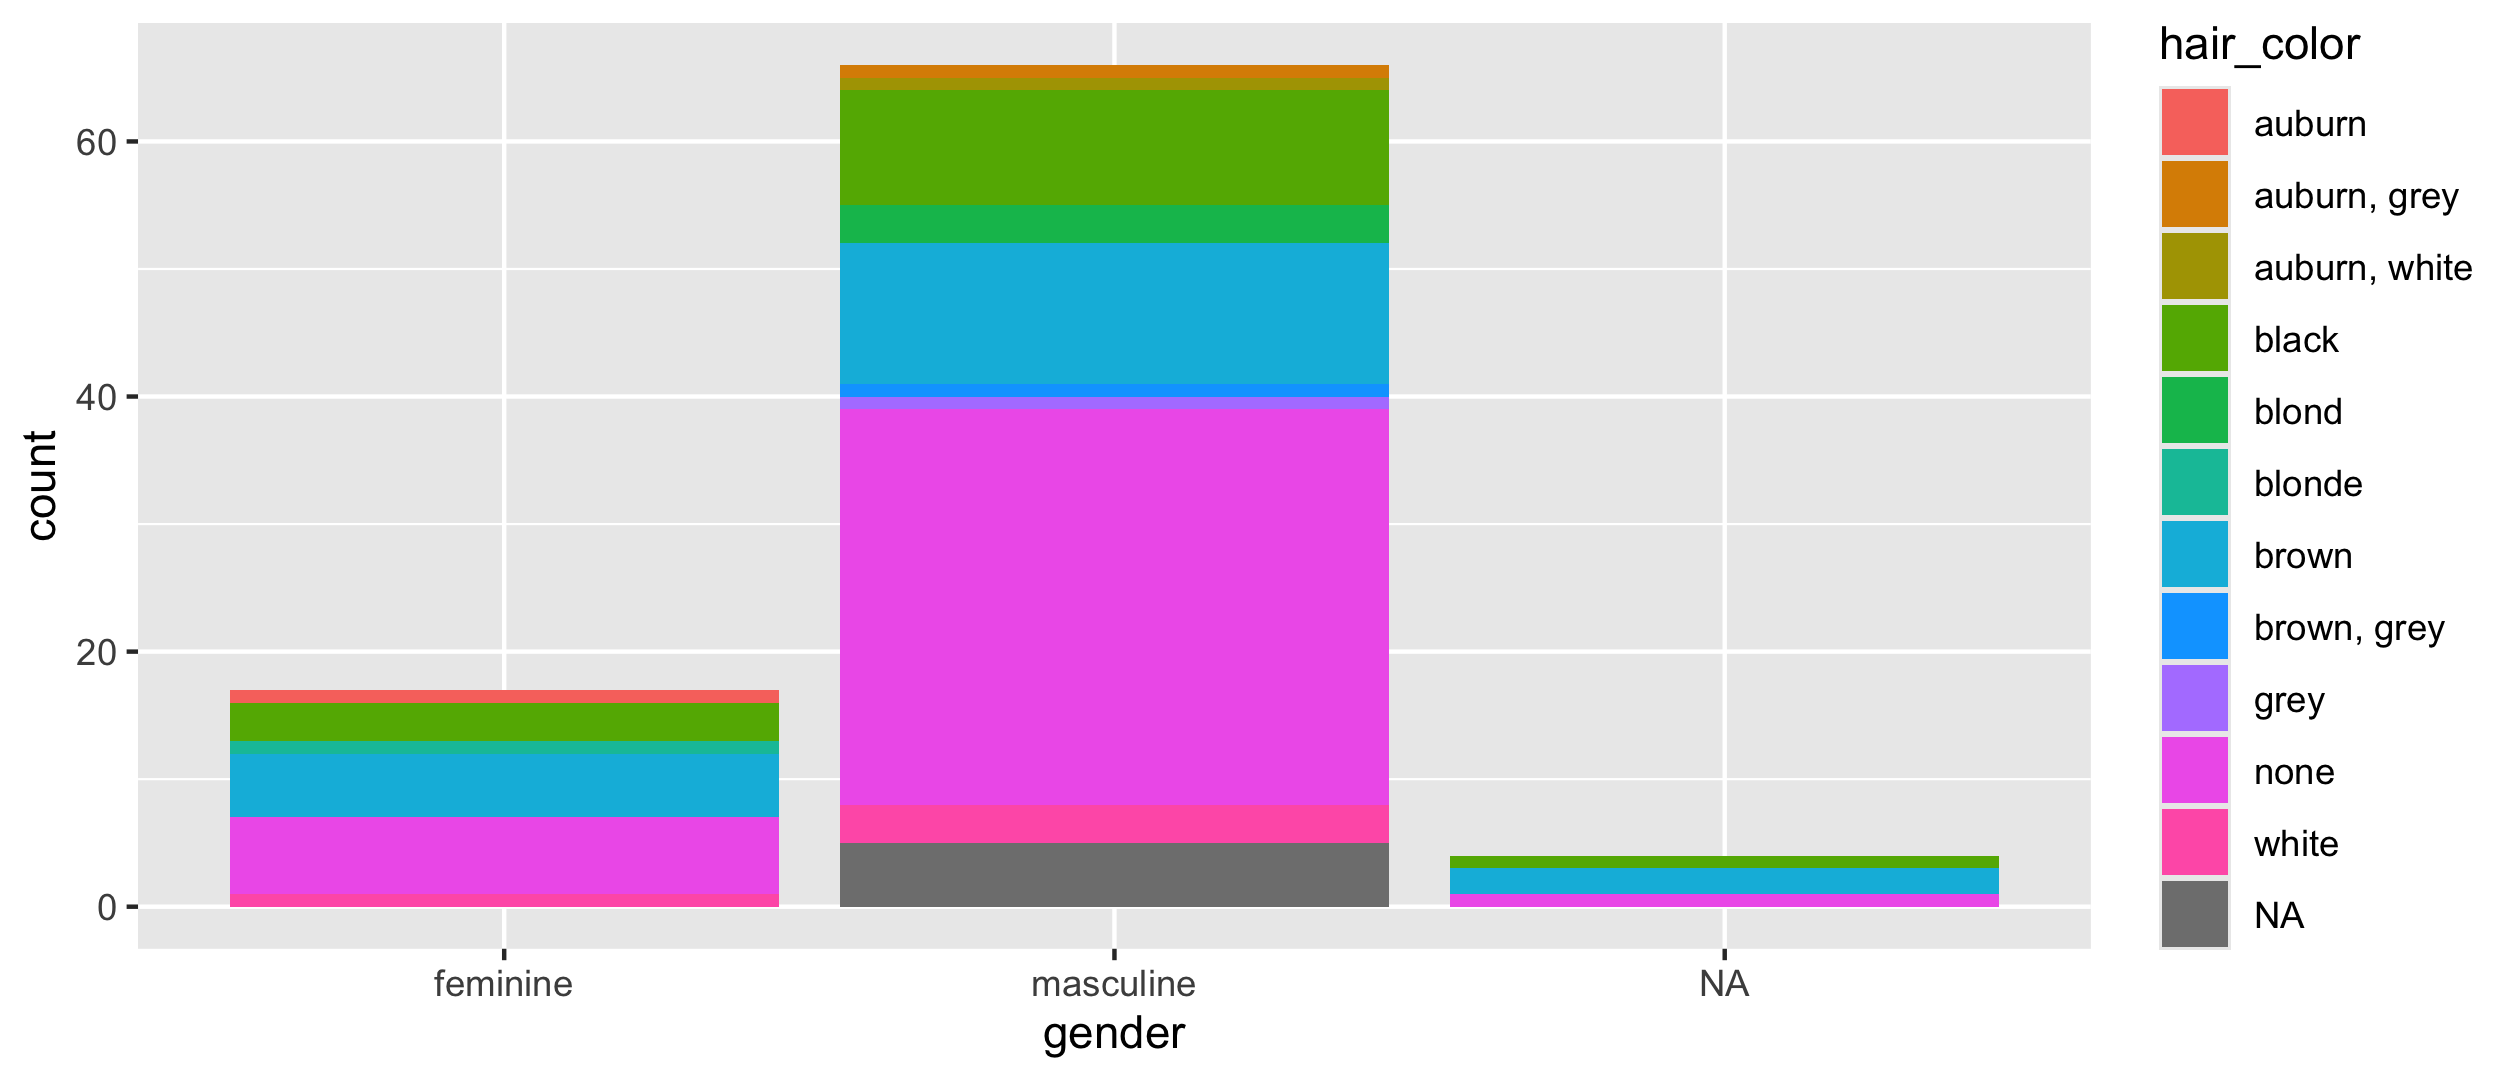 hair_color
auburn
auburn, grey
auburn, white
black
blond
blonde
brown
brown, grey
grey
none
white
NA
count
60
40
20
0
feminine masculine NA
gender